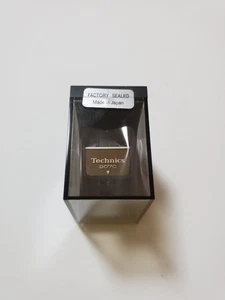 FACTORY SEALED
Made in Japan
Technics